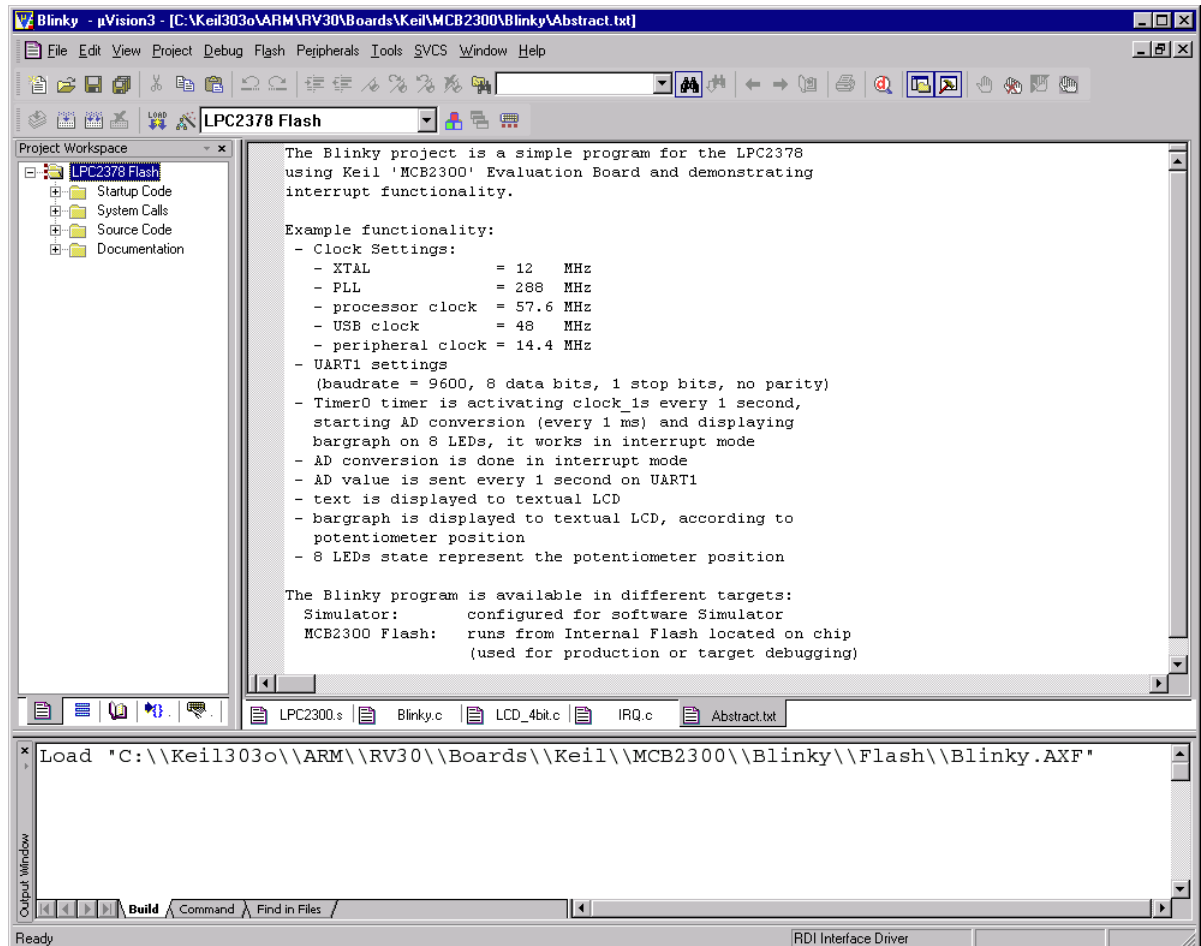 Blinky - µVision3 - [C:\Keil303o\ARM\RV30\Boards\Keil\MCB2300\Blinky\Abstract.txt]
File Edit View Project Debug Flash Peripherals Tools SVCS Window Help
LOAD LPC2378 Flash
Project Workspace
LPC2378 Flash
Startup Code
System Calls
Source Code
Documentation
The Blinky project is a simple program for the LPC2378
using Keil 'MCB2300' Evaluation Board and demonstrating
interrupt functionality.
Example functionality:
- Clock Settings:
- XTAL = 12 MHz
- PLL = 288 MHz
- processor clock = 57.6 MHz
- USB clock = 48 MHz
- peripheral clock = 14.4 MHz
- UART1 settings
(baudrate = 9600, 8 data bits, 1 stop bits, no parity)
- Timer0 timer is activating clock_1s every 1 second,
starting AD conversion (every 1 ms) and displaying
bargraph on 8 LEDs, it works in interrupt mode
- AD conversion is done in interrupt mode
- AD value is sent every 1 second on UART1
- text is displayed to textual LCD
- bargraph is displayed to textual LCD, according to
potentiometer position
- 8 LEDs state represent the potentiometer position
The Blinky program is available in different targets:
Simulator: configured for software Simulator
MCB2300 Flash: runs from Internal Flash located on chip
(used for production or target debugging)
LPC2300.s Blinky.c LCD_4bit.c IRQ.c Abstract.txt
Load "C:\\Keil303o\\ARM\\RV30\\Boards\\Keil\\MCB2300\\Blinky\\Flash\\Blinky.AXF"
Output Window
Build Command Find in Files
Ready RDI Interface Driver